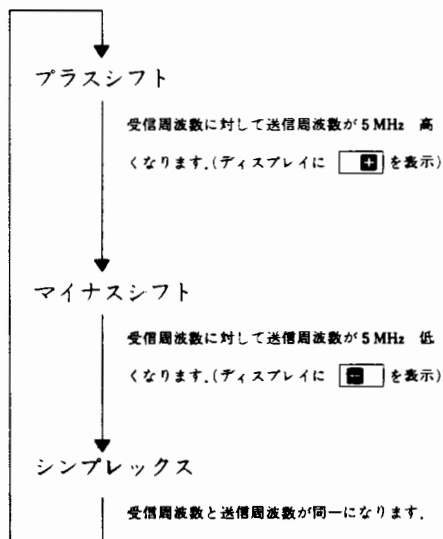 プラスシフト
受信周波数に対して送信周波数が5MHz 高
くなります.(ディスプレイに + を表示)
マイナスシフト
受信周波数に対して送信周波数が5MHz 低
くなります.(ディスプレイに − を表示)
シンプレックス
受信周波数と送信周波数が同一になります.